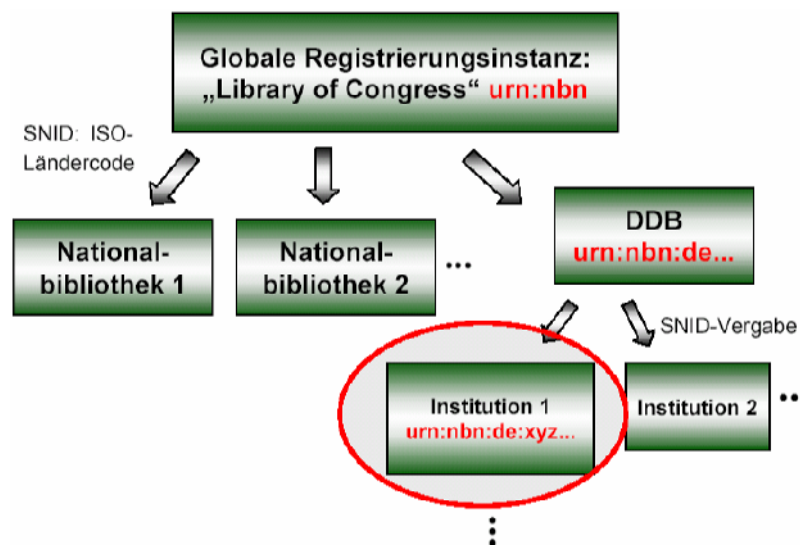 Globale Registrierungsinstanz:
„Library of Congress“ urn:nbn
SNID: ISO-
Ländercode
National-
bibliothek 1
National-
bibliothek 2
...
DDB
urn:nbn:de...
SNID-Vergabe
Institution 1
urn:nbn:de:xyz...
Institution 2